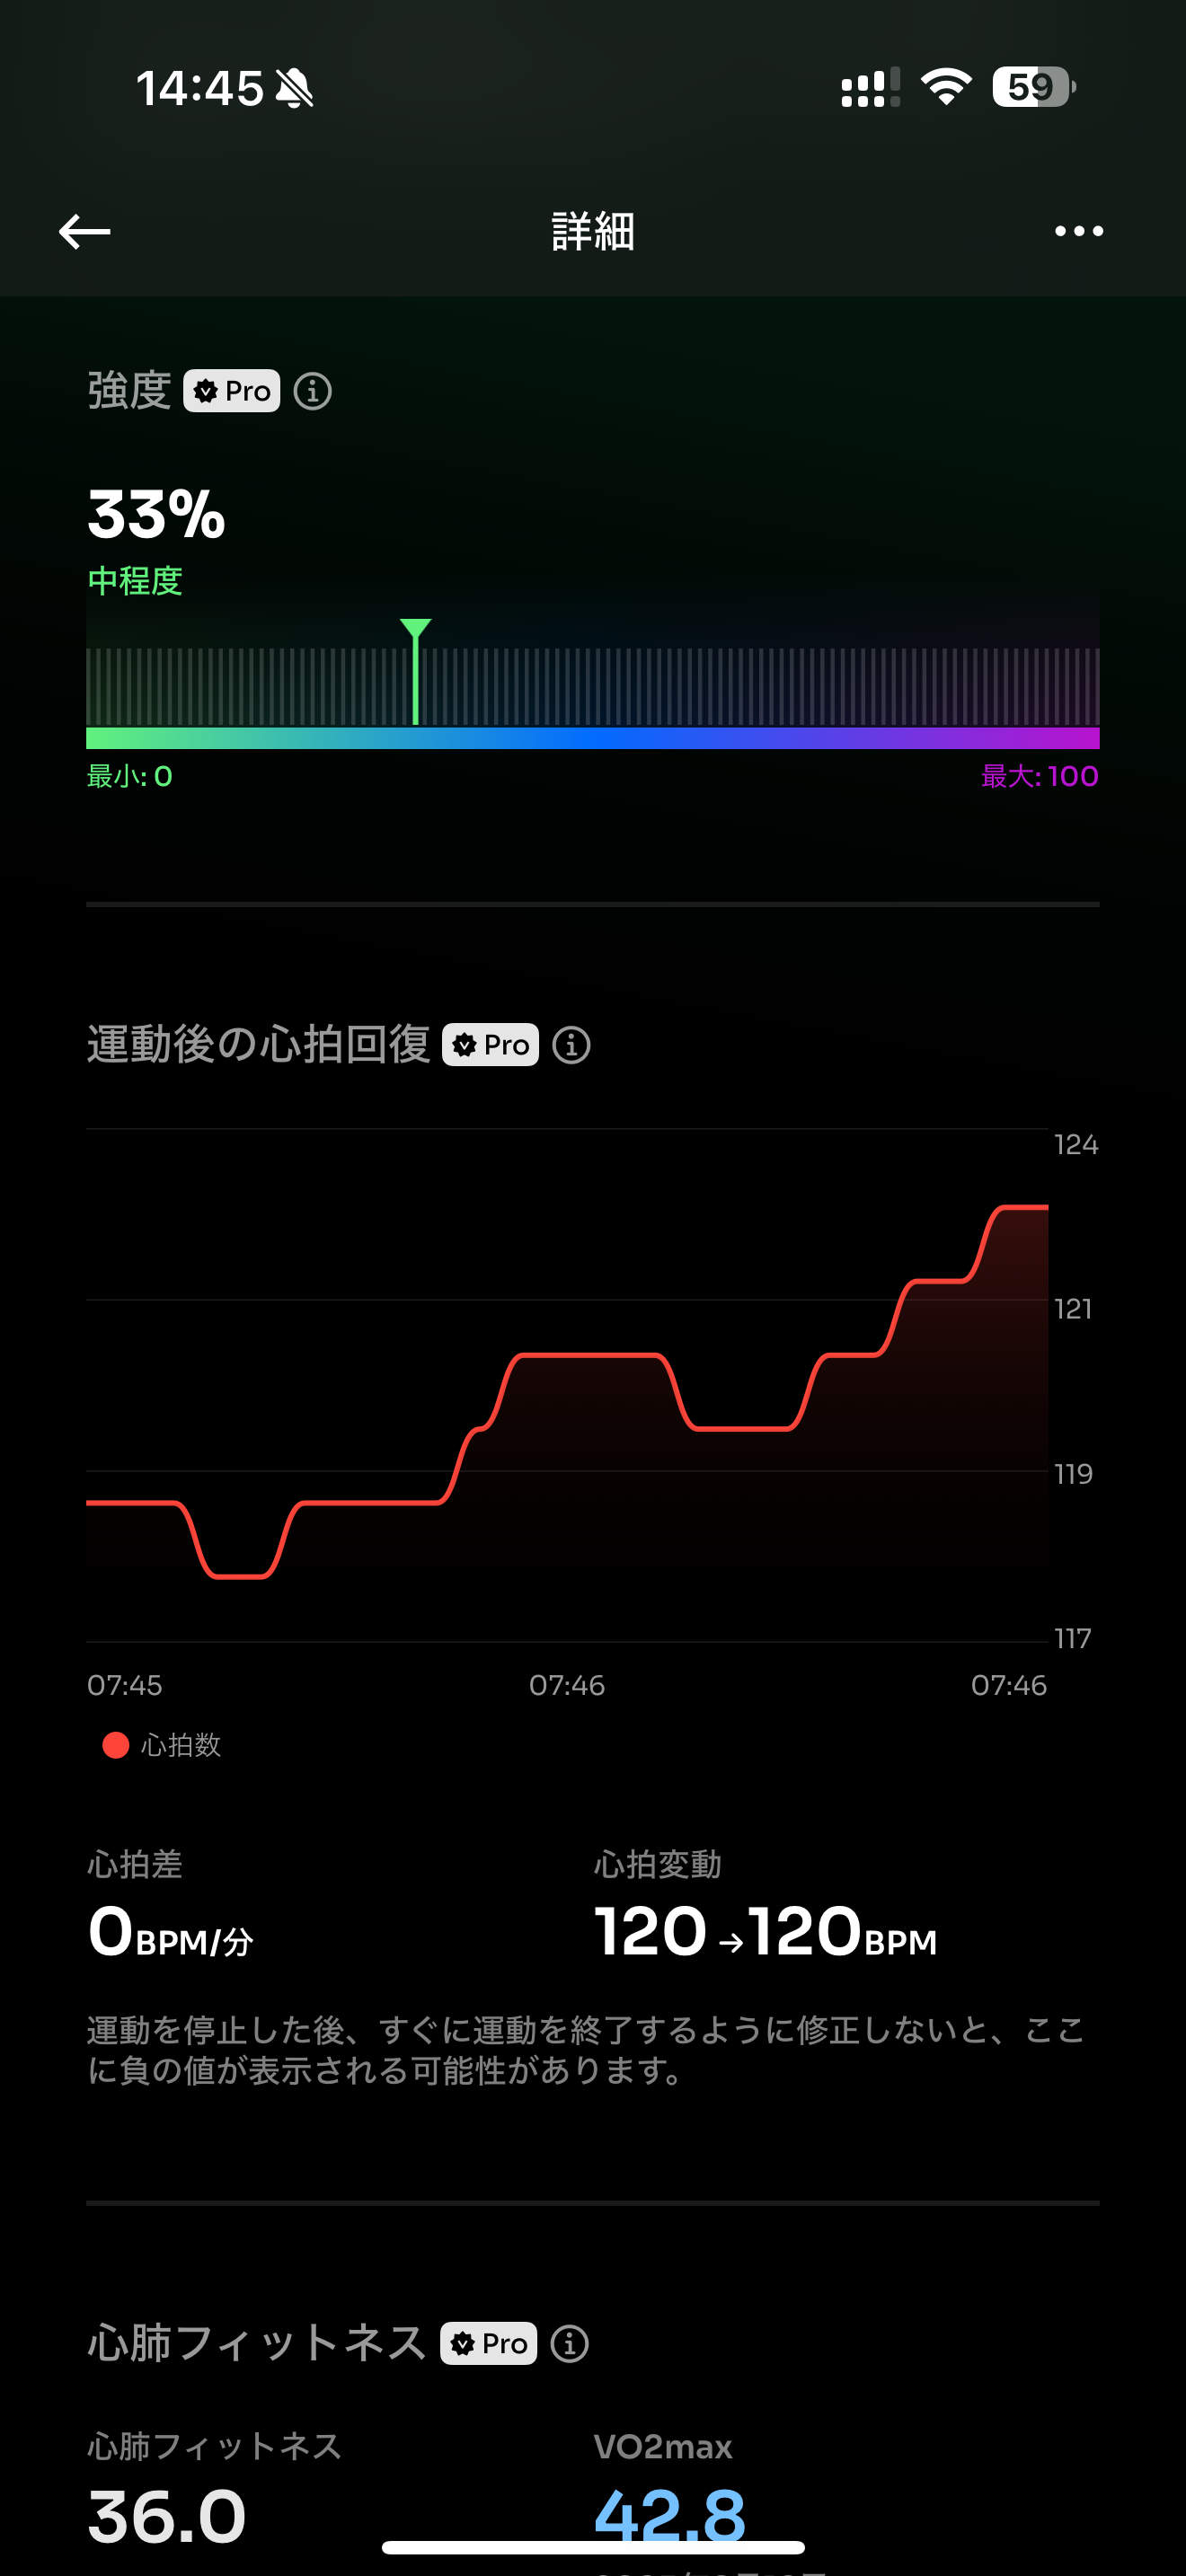 14:45
59
詳細
強度 Pro
33%
中程度
最小: 0
最大: 100
運動後の心拍回復 Pro
124
121
119
117
07:45
07:46
07:46
心拍数
心拍差
心拍変動
0BPM/分
120→120BPM
運動を停止した後、すぐに運動を終了するように修正しないと、ここ
に負の値が表示される可能性があります。
心肺フィットネス Pro
心肺フィットネス
VO2max
36.0
42.8